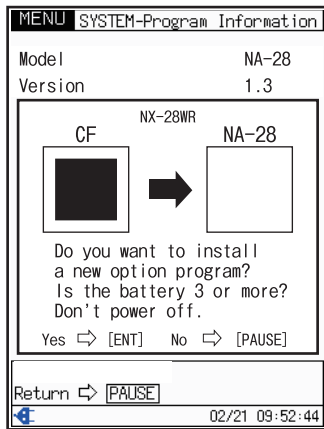 MENU SYSTEM-Program Information
Model NA-28
Version 1.3
NX-28WR
CF NA-28
Do you want to install
a new option program?
Is the battery 3 or more?
Don't power off.
Yes ⇨ [ENT] No ⇨ [PAUSE]
Return ⇨ PAUSE
02/21 09:52:44